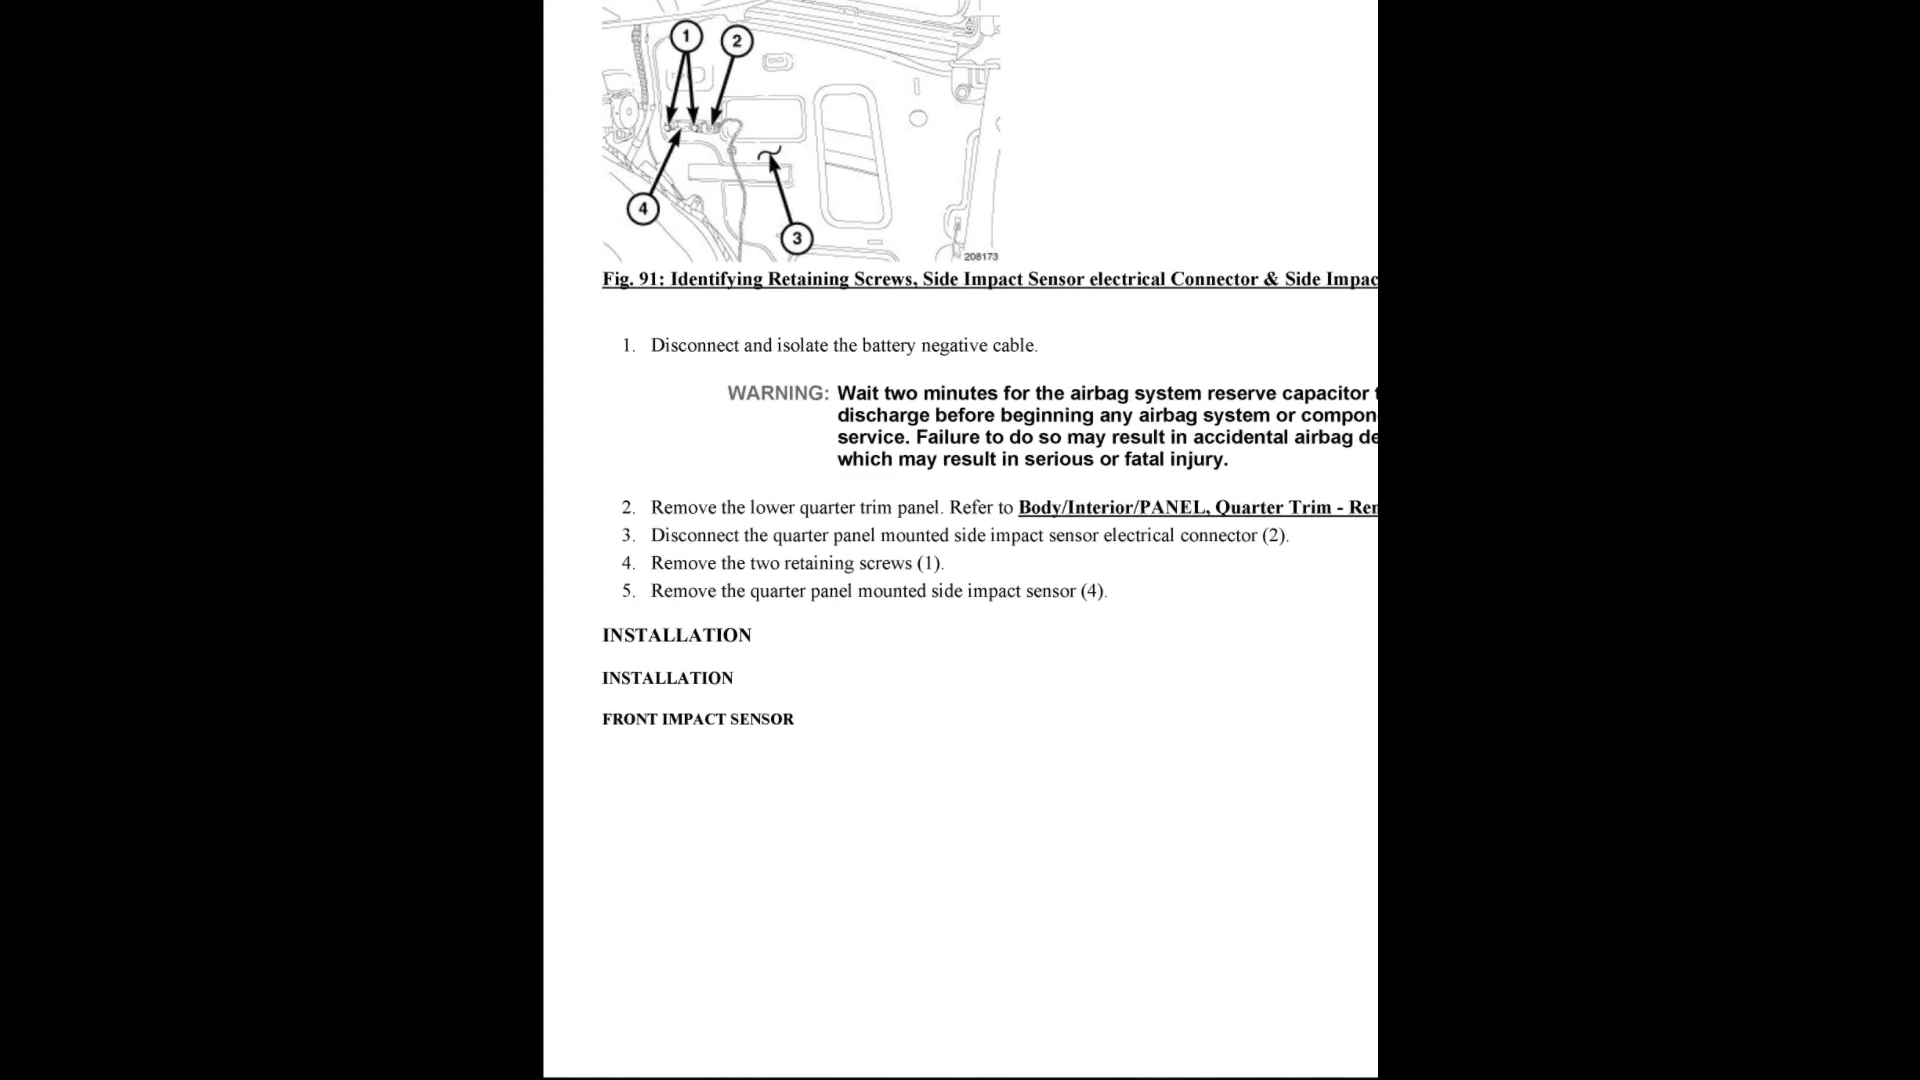 1
2
4
3
208173
Fig. 91: Identifying Retaining Screws, Side Impact Sensor electrical Connector & Side Impac
1. Disconnect and isolate the battery negative cable.
WARNING: Wait two minutes for the airbag system reserve capacitor
discharge before beginning any airbag system or compon
service. Failure to do so may result in accidental airbag de
which may result in serious or fatal injury.
2. Remove the lower quarter trim panel. Refer to Body/Interior/PANEL, Quarter Trim - Rem
3. Disconnect the quarter panel mounted side impact sensor electrical connector (2).
4. Remove the two retaining screws (1).
5. Remove the quarter panel mounted side impact sensor (4).
INSTALLATION
INSTALLATION
FRONT IMPACT SENSOR